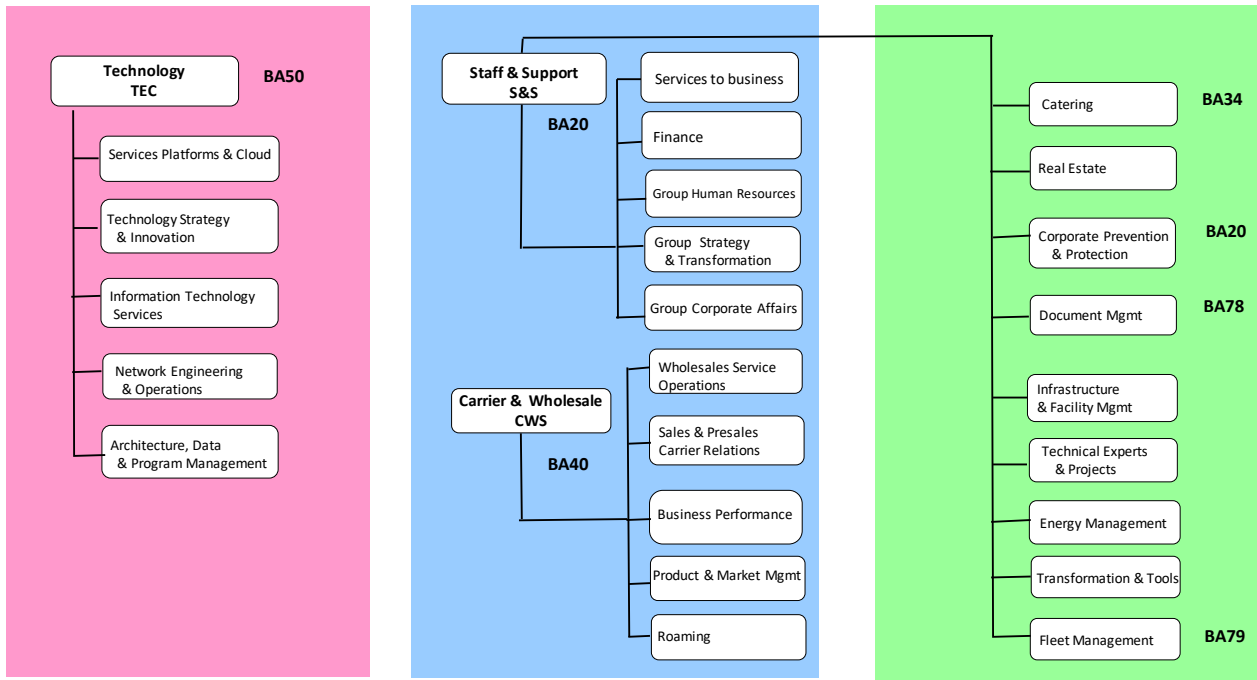 Technology
TEC
BA50
Services Platforms & Cloud
Technology Strategy
& Innovation
Information Technology
Services
Network Engineering
& Operations
Architecture, Data
& Program Management
Staff & Support
S&S
BA20
Services to business
Finance
Group Human Resources
Group Strategy
& Transformation
Group Corporate Affairs
Carrier & Wholesale
CWS
BA40
Wholesales Service
Operations
Sales & Presales
Carrier Relations
Business Performance
Product & Market Mgmt
Roaming
Catering
BA34
Real Estate
Corporate Prevention
& Protection
BA20
Document Mgmt
BA78
Infrastructure
& Facility Mgmt
Technical Experts
& Projects
Energy Management
Transformation & Tools
Fleet Management
BA79